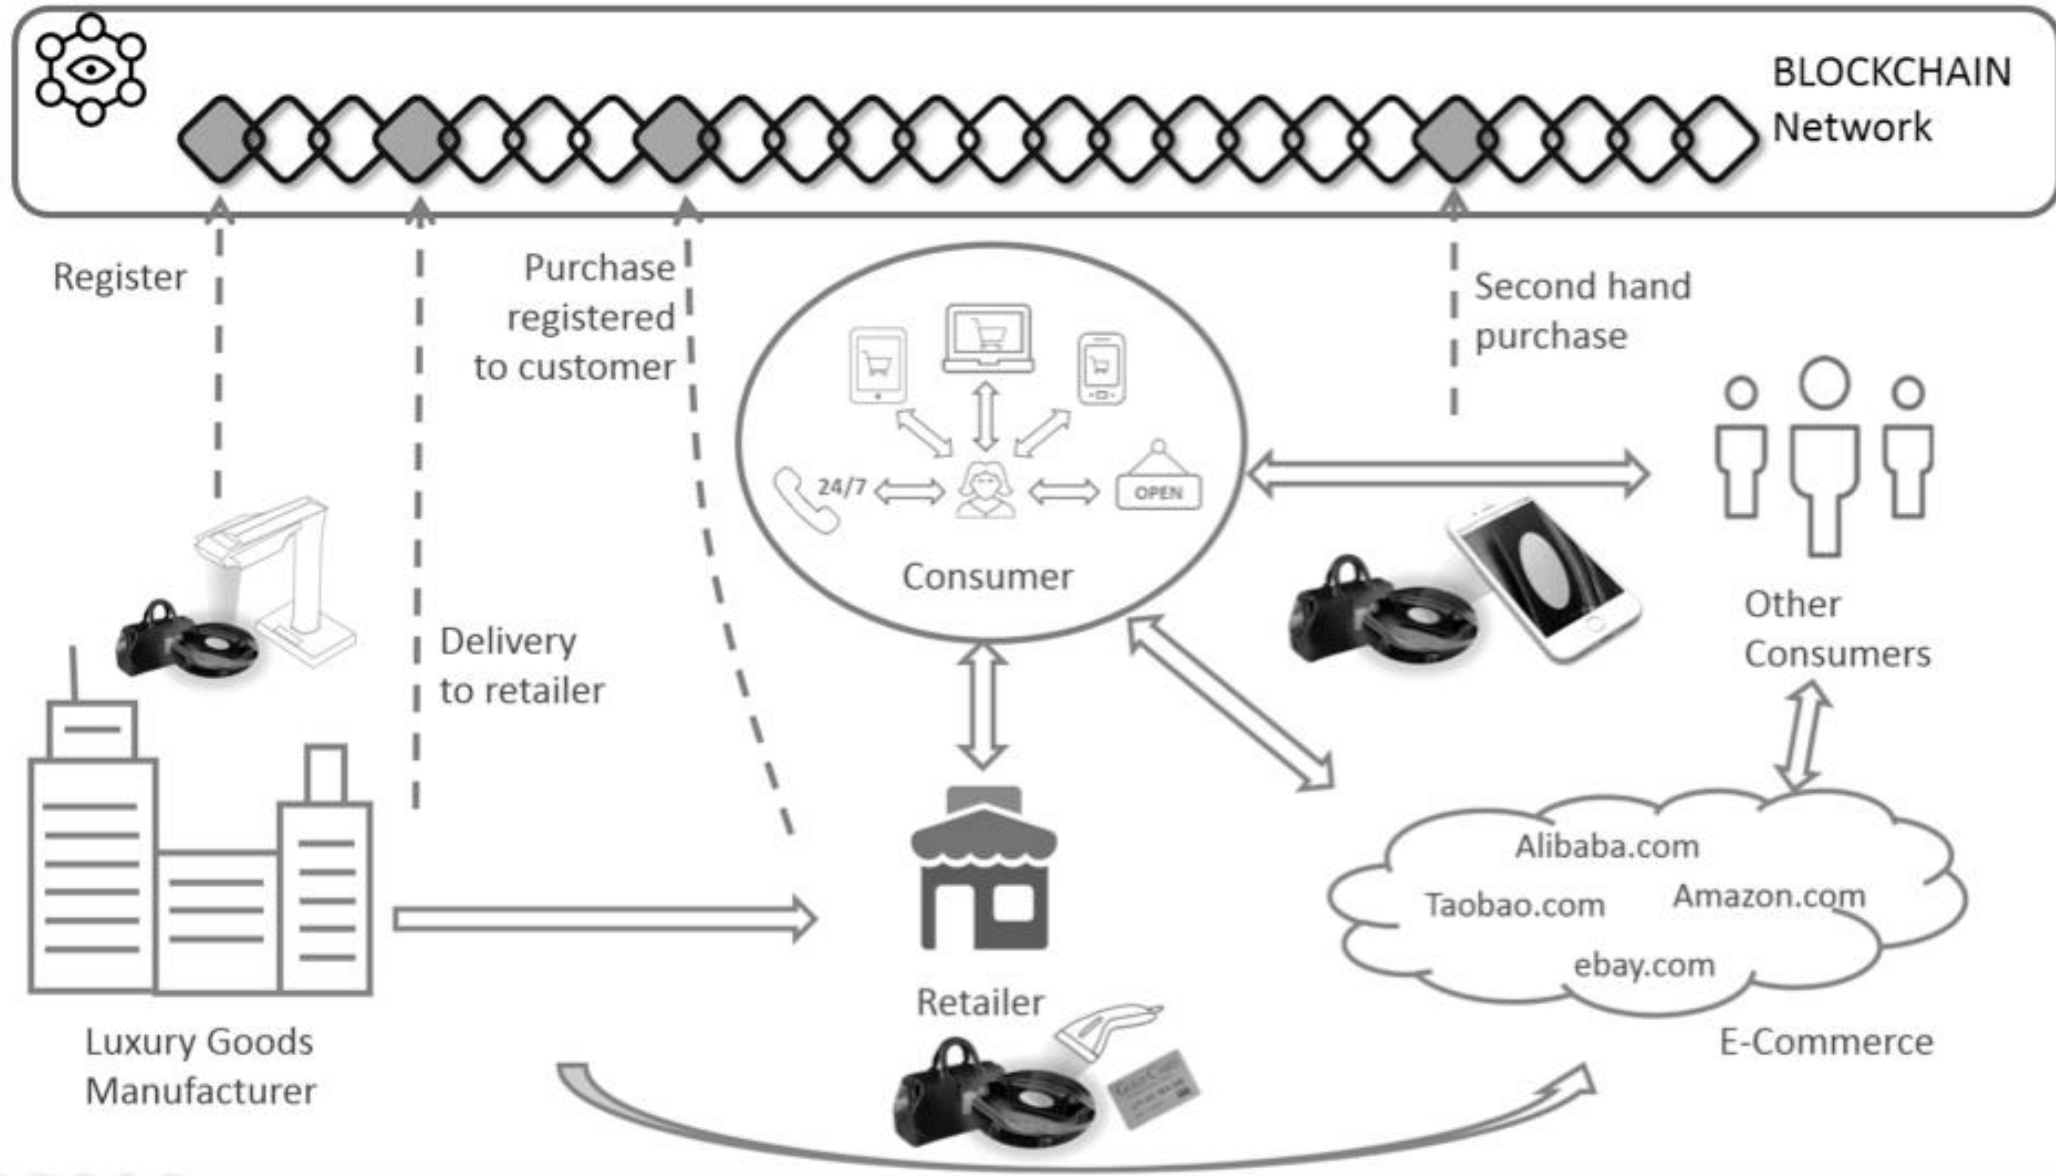 BLOCKCHAIN
Network
Register
Purchase
registered
to customer
Second hand
purchase
24/7
OPEN
Consumer
Delivery
to retailer
Other
Consumers
Alibaba.com
Taobao.com
Amazon.com
ebay.com
Retailer
E-Commerce
Luxury Goods
Manufacturer